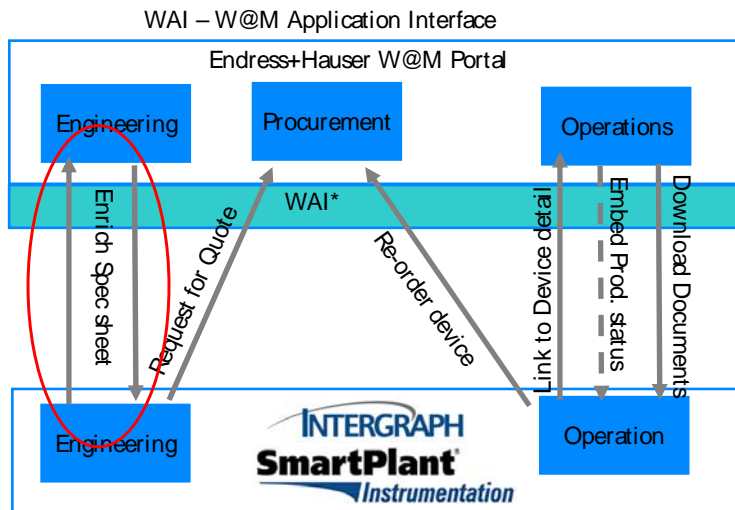 WAI – W@M Application Interface
Endress+Hauser W@M Portal
Engineering
Procurement
Operations
WAI*
Enrich Spec sheet
Request for Quote
Re-order device
Link to Device detail
Embed Prod. status
Download Documents
Engineering
INTERGRAPH
SmartPlant®
Instrumentation
Operation